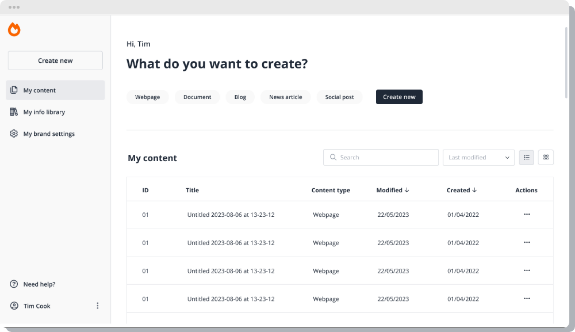 Hi, Tim
What do you want to create?
Create new
My content
My info library
My brand settings
Webpage Document Blog News article Social post Create new
My content
Search
Last modified
ID Title Content type Modified Created Actions
01 Untitled 2023-08-06 at 13-23-12 Webpage 22/05/2023 01/04/2022
01 Untitled 2023-08-06 at 13-23-12 Webpage 22/05/2023 01/04/2022
01 Untitled 2023-08-06 at 13-23-12 Webpage 22/05/2023 01/04/2022
01 Untitled 2023-08-06 at 13-23-12 Webpage 22/05/2023 01/04/2022
Need help?
Tim Cook